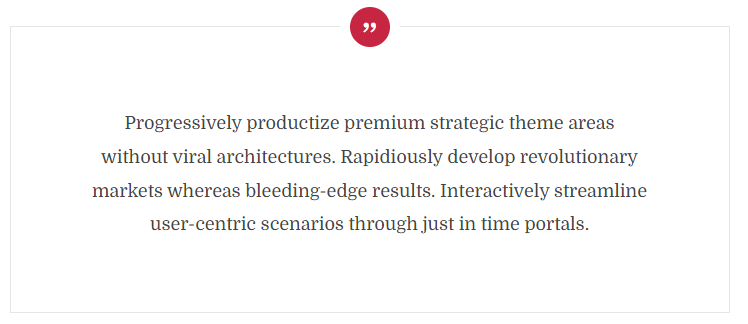 ”
Progressively productize premium strategic theme areas
without viral architectures. Rapidiously develop revolutionary
markets whereas bleeding-edge results. Interactively streamline
user-centric scenarios through just in time portals.